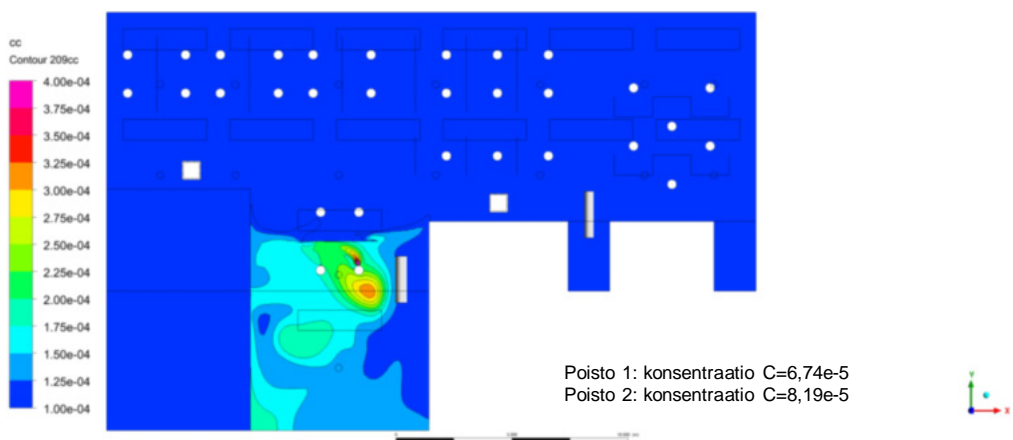 cc
Contour 209cc
4.00e-04
3.75e-04
3.50e-04
3.25e-04
3.00e-04
2.75e-04
2.50e-04
2.25e-04
2.00e-04
1.75e-04
1.50e-04
1.25e-04
1.00e-04
Poisto 1: konsentraatio C=6,74e-5
Poisto 2: konsentraatio C=8,19e-5
Y
X